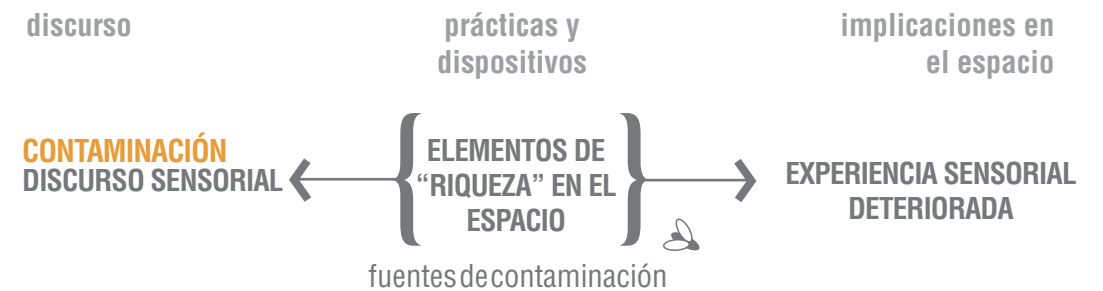 discurso
prácticas y
dispositivos
implicaciones en
el espacio
CONTAMINACIÓN
DISCURSO SENSORIAL
ELEMENTOS DE
“RIQUEZA” EN EL
ESPACIO
EXPERIENCIA SENSORIAL
DETERIORADA
fuentes de contaminación